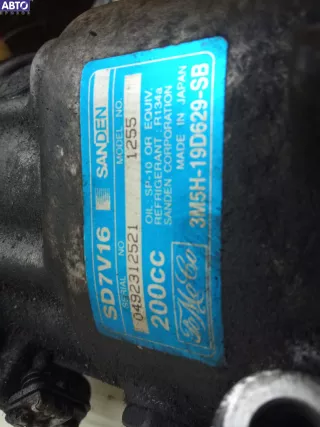 АВТО
SD7V16 SANDEN
SERIAL NO MODEL NO.
0492312521 1255
200cc OIL SP-10 OR EQUIV.
REFRIGERANT: R134a
SANDEN CORPORATION
MADE IN JAPAN
FoMoCo 3M5H-19D629-SB